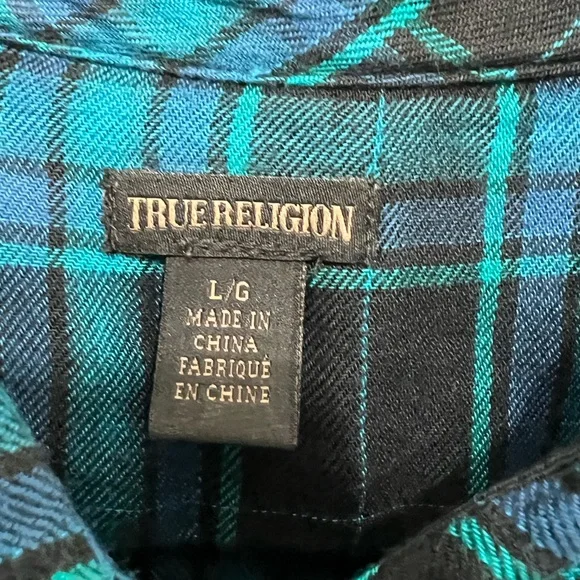 TRUE RELIGION
L/G
MADE IN
CHINA
FABRIQUÉ
EN CHINE